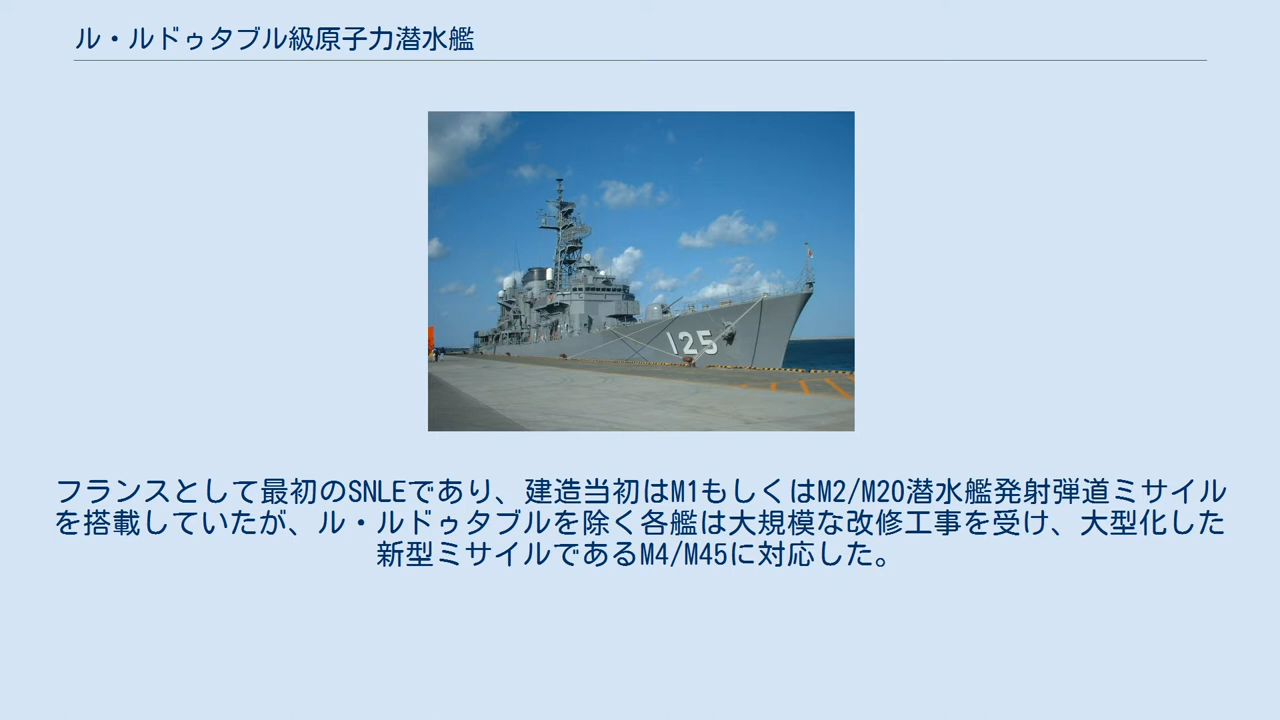 ル・ルドゥタブル級原子力潜水艦
125
フランスとして最初のSNLEであり、建造当初はM1もしくはM2/M20潜水艦発射弾道ミサイル
を搭載していたが、ル・ルドゥタブルを除く各艦は大規模な改修工事を受け、大型化した
新型ミサイルであるM4/M45に対応した。